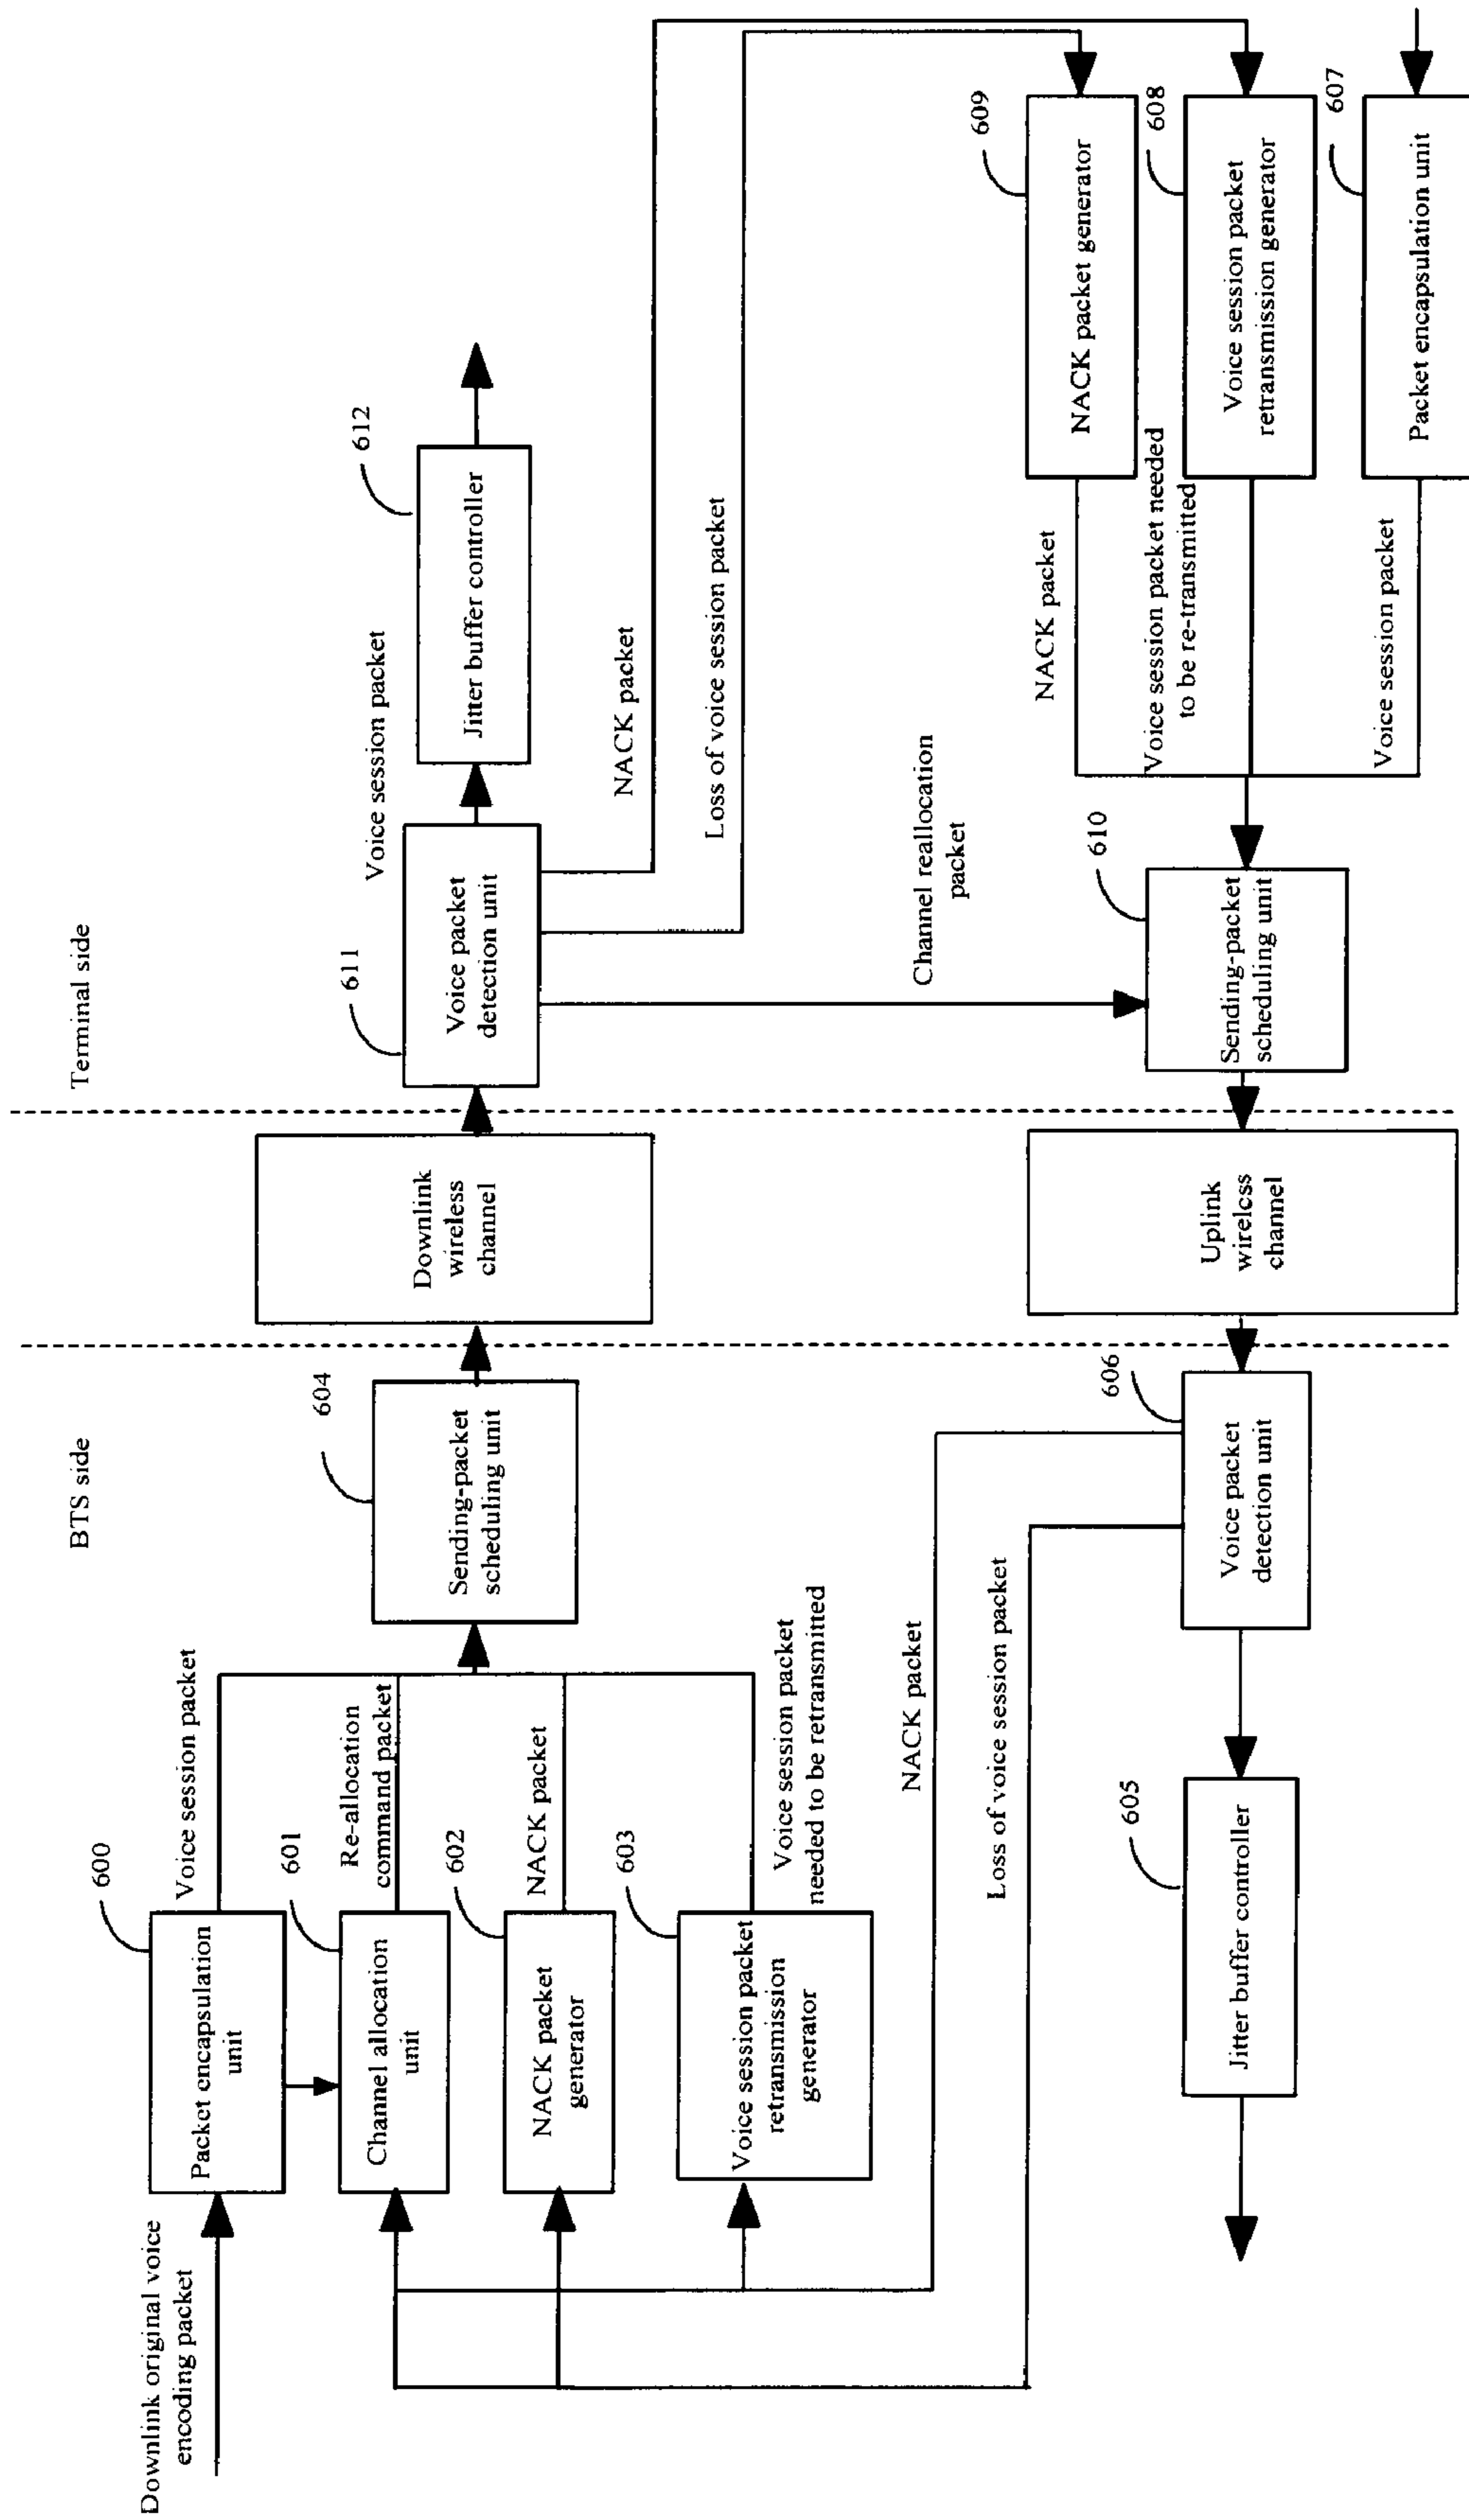 BTS side
Terminal side
Downlink original voice
encoding packet
600
Packet encapsulation
unit
Voice session packet
601
Channel allocation
unit
Re-allocation
command packet
602
NACK packet
generator
NACK packet
603
Voice session packet
retransmission
generator
Voice session packet
needed to be retransmitted
604
Sending-packet
scheduling unit
Downlink
wireless
channel
611
Voice packet
detection unit
Voice session packet
612
Jitter buffer controller
NACK packet
Loss of voice session packet
Channel reallocation
packet
NACK packet
Loss of voice session packet
605
Jitter buffer controller
606
Voice packet
detection unit
Uplink
wireless
channel
610
Sending-packet
scheduling unit
NACK packet
Voice session packet needed
to be re-transmitted
Voice session packet
609
NACK packet generator
608
Voice session packet
retransmission generator
607
Packet encapsulation unit